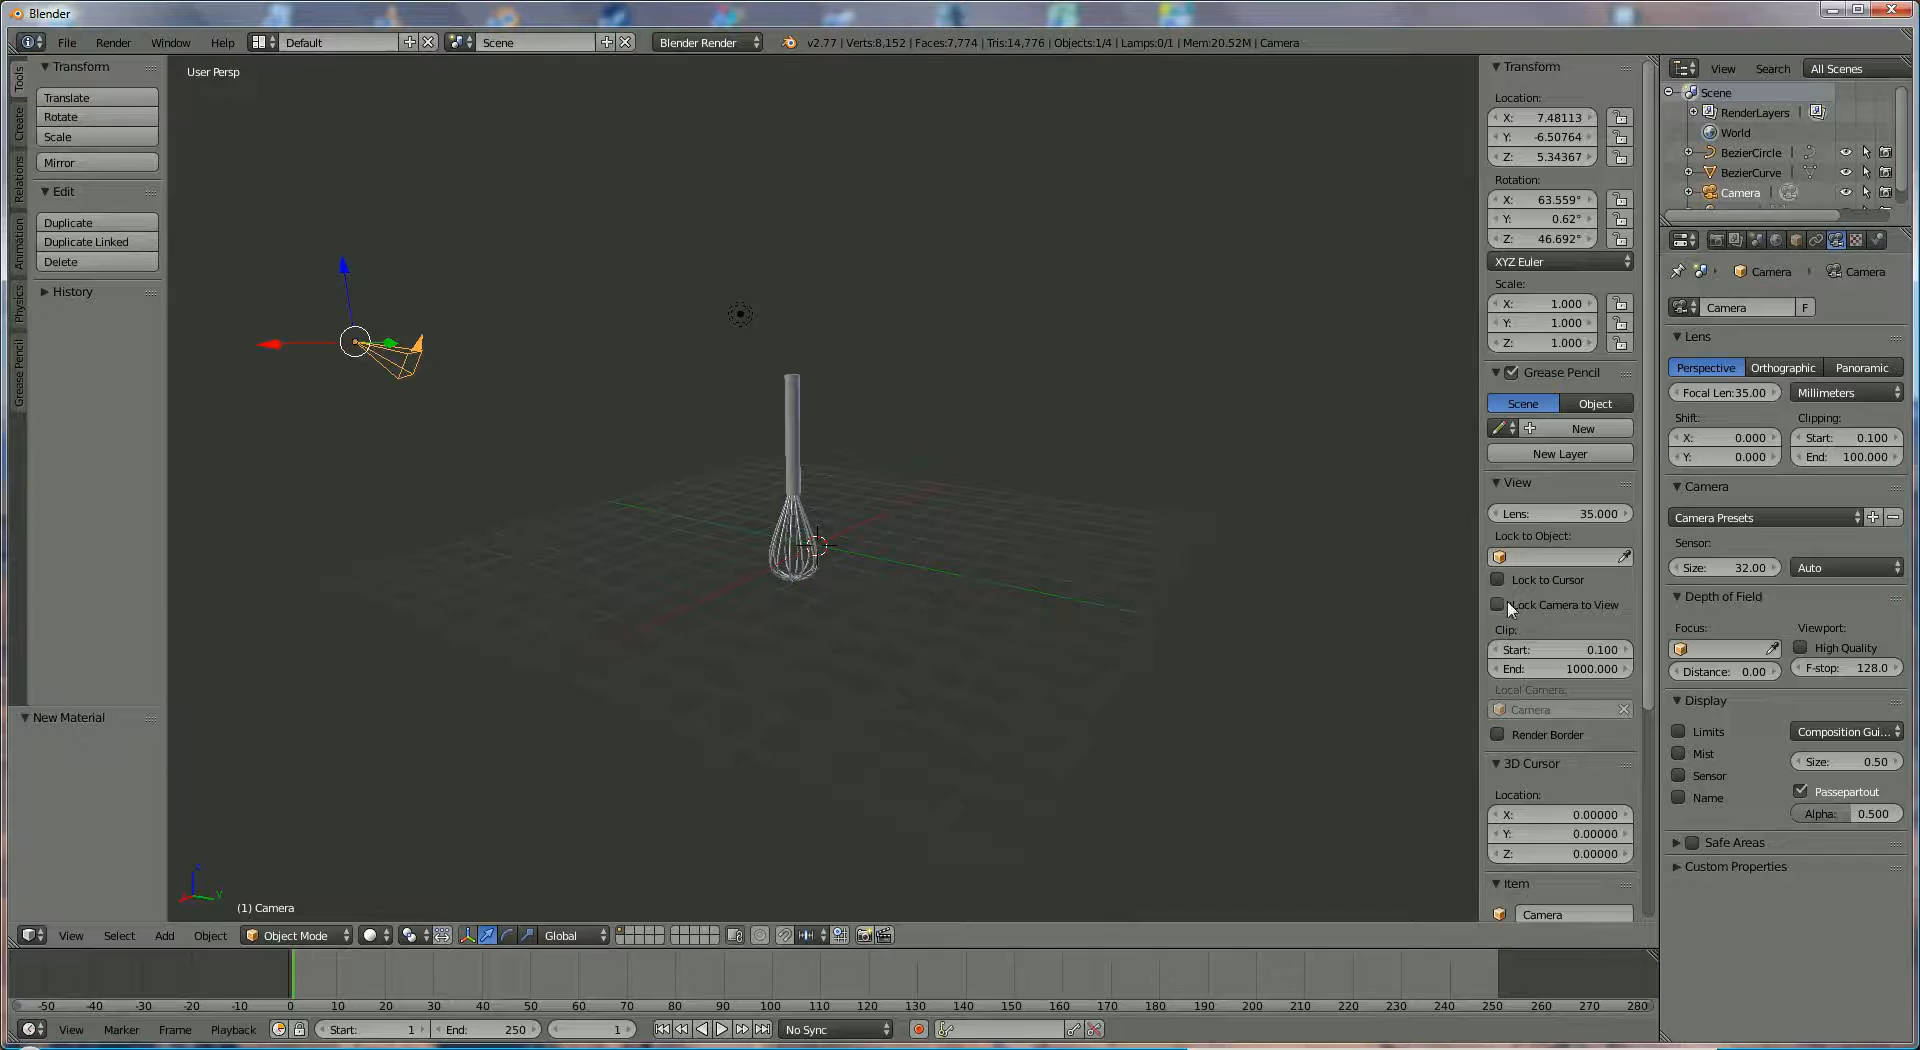 Blender
File Render Window Help Default Scene Blender Render v2.77 | Verts:8,152 | Faces:7,774 | Tris:14,776 | Objects:1/4 | Lamps:0/1 | Mem:20.52M | Camera
Tools
Create
Relations
Animation
Physics
Grease Pencil
Transform
Translate
Rotate
Scale
Mirror
Edit
Duplicate
Duplicate Linked
Delete
History
New Material
User Persp
(1) Camera
Transform
Location:
X: 7.48113
Y: -6.50764
Z: 5.34367
Rotation:
X: 63.559°
Y: 0.62°
Z: 46.692°
XYZ Euler
Scale:
X: 1.000
Y: 1.000
Z: 1.000
Grease Pencil
Scene Object
New
New Layer
View
Lens: 35.000
Lock to Object:
Lock to Cursor
Lock Camera to View
Clip:
Start: 0.100
End: 1000.000
Local Camera:
Camera
Render Border
3D Cursor
Location:
X: 0.00000
Y: 0.00000
Z: 0.00000
Item
Camera
View Search All Scenes
Scene
RenderLayers
World
BezierCircle
BezierCurve
Camera
Camera Camera
Camera F
Lens
Perspective Orthographic Panoramic
Focal Len:35.00 Millimeters
Shift: Clipping:
X: 0.000 Start: 0.100
Y: 0.000 End: 100.000
Camera
Camera Presets
Sensor:
Size: 32.00 Auto
Depth of Field
Focus: Viewport:
High Quality
Distance: 0.00 F-stop: 128.0
Display
Limits Composition Gui...
Mist Size: 0.50
Sensor Passepartout
Name Alpha: 0.500
Safe Areas
Custom Properties
View Select Add Object Object Mode Global
-50 -40 -30 -20 -10 0 10 20 30 40 50 60 70 80 90 100 110 120 130 140 150 160 170 180 190 200 210 220 230 240 250 260 270 280
View Marker Frame Playback Start: 1 End: 250 1 No Sync